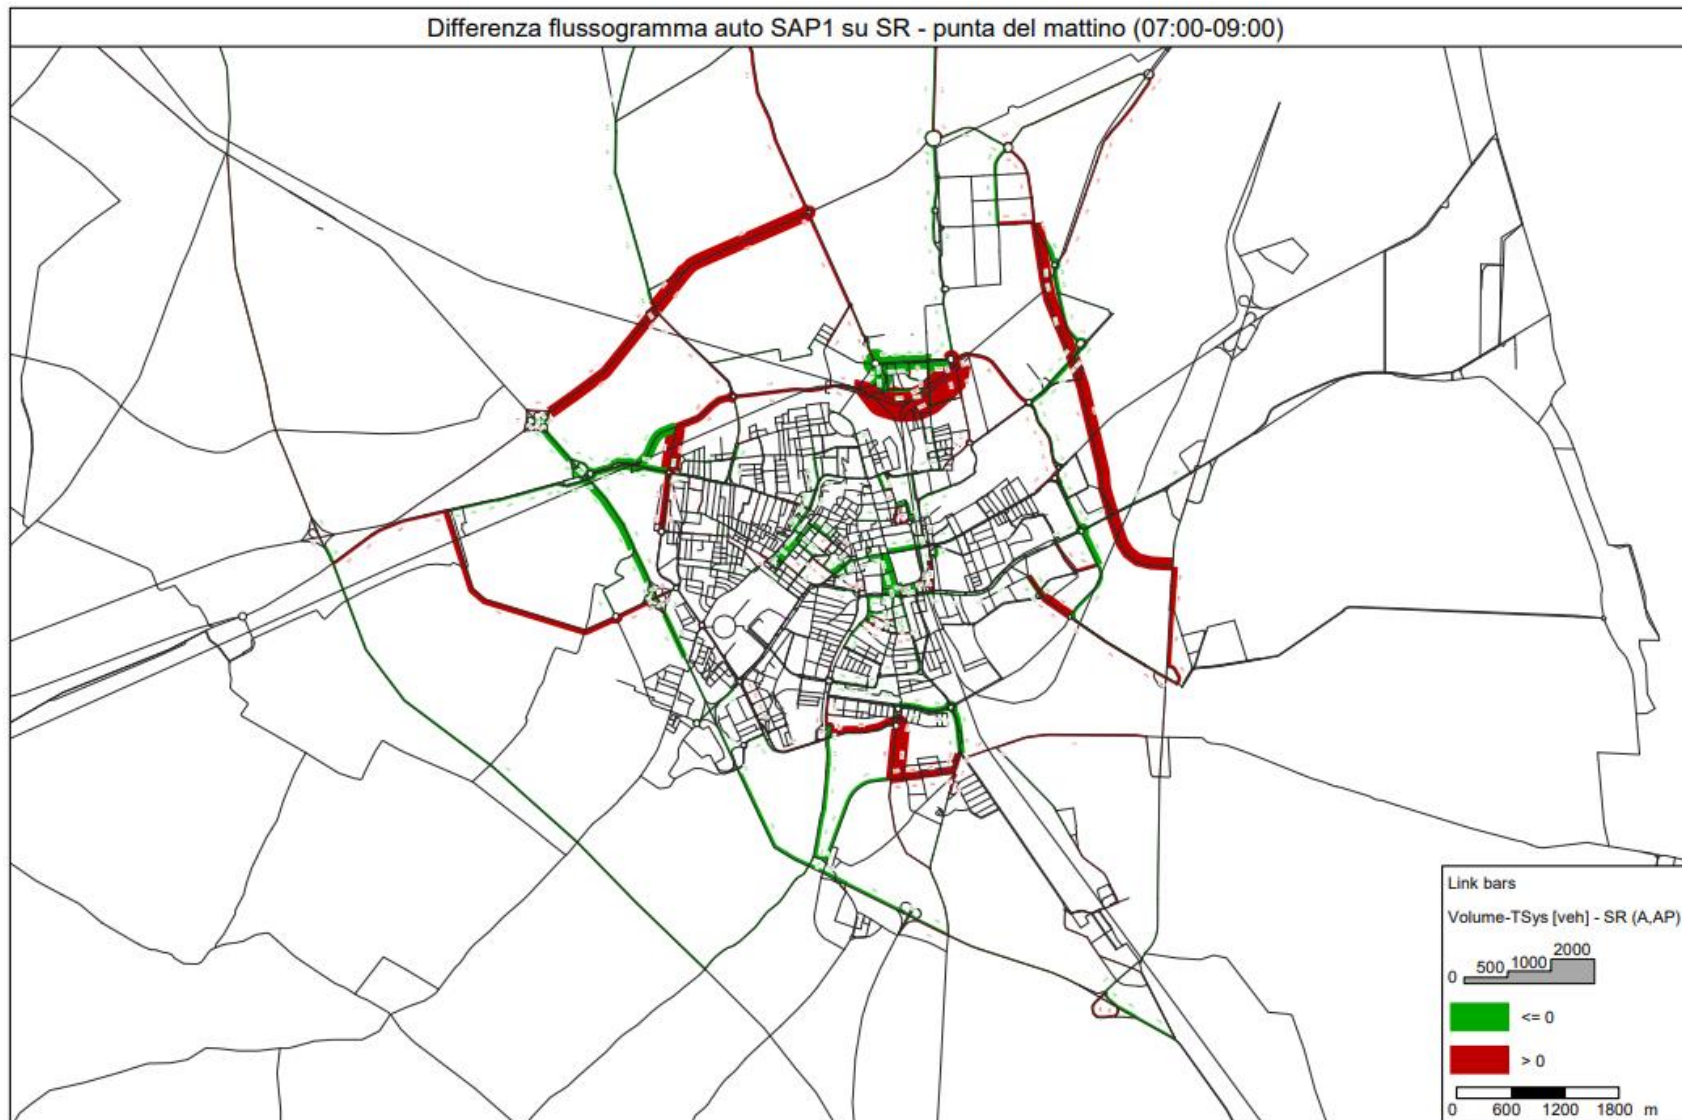 Differenza flussogramma auto SAP1 su SR - punta del mattino (07:00-09:00)
Link bars
Volume-TSys [veh] - SR (A,AP)
0 500 1000 2000
<= 0
> 0
0 600 1200 1800 m